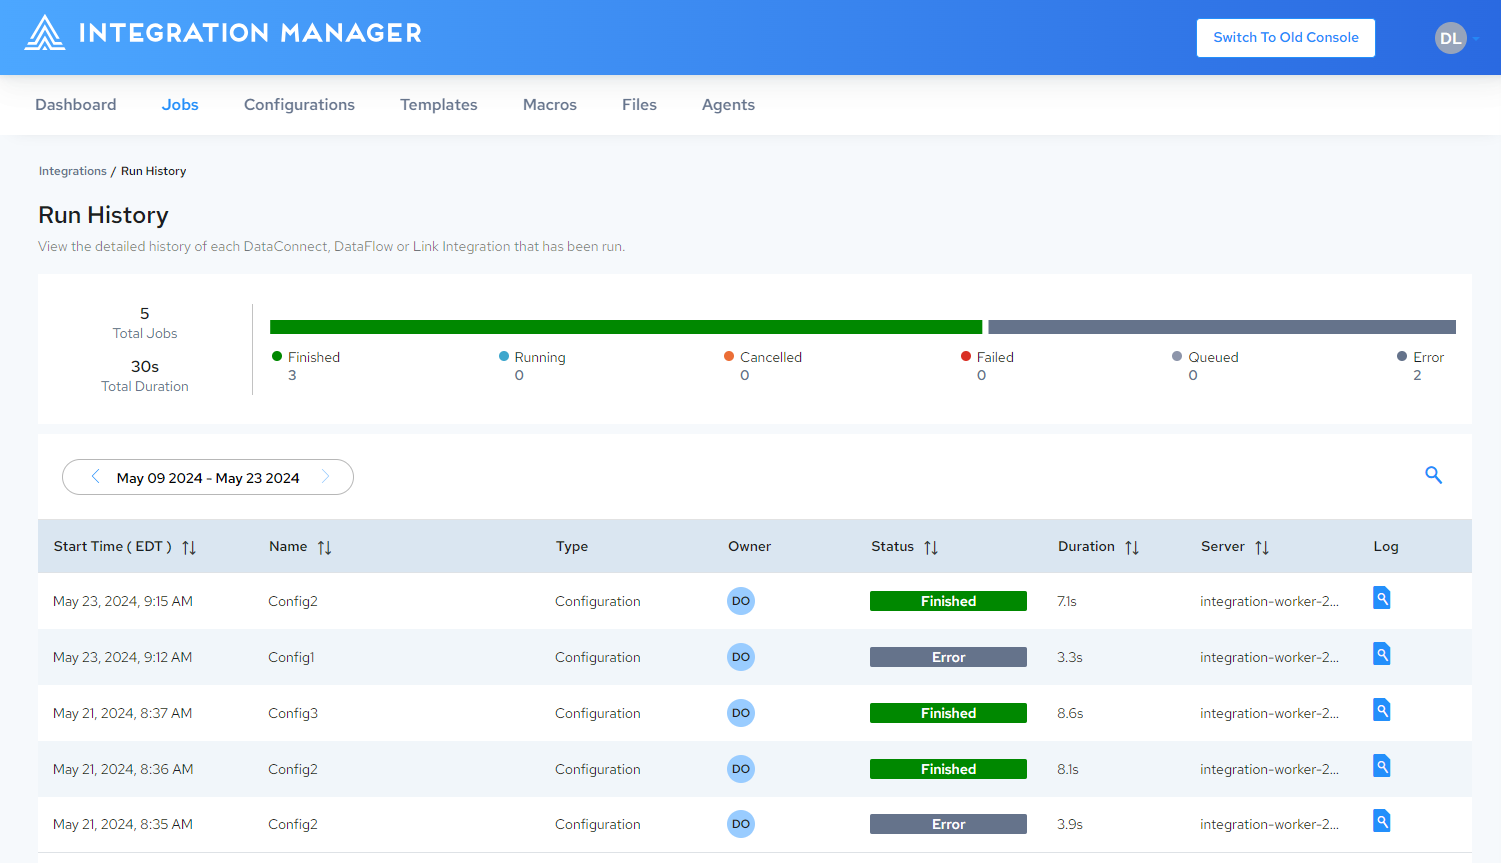 INTEGRATION MANAGER
Switch To Old Console
DL
Dashboard Jobs Configurations Templates Macros Files Agents
Integrations / Run History
Run History
View the detailed history of each DataConnect, DataFlow or Link Integration that has been run.
5
Total Jobs
30s
Total Duration
Finished Running Cancelled Failed Queued Error
3 0 0 0 0 2
May 09 2024 - May 23 2024
Start Time ( EDT ) Name Type Owner Status Duration Server Log
May 23, 2024, 9:15 AM Config2 Configuration DO Finished 7.1s integration-worker-2...
May 23, 2024, 9:12 AM Config1 Configuration DO Error 3.3s integration-worker-2...
May 21, 2024, 8:37 AM Config3 Configuration DO Finished 8.6s integration-worker-2...
May 21, 2024, 8:36 AM Config2 Configuration DO Finished 8.1s integration-worker-2...
May 21, 2024, 8:35 AM Config2 Configuration DO Error 3.9s integration-worker-2...